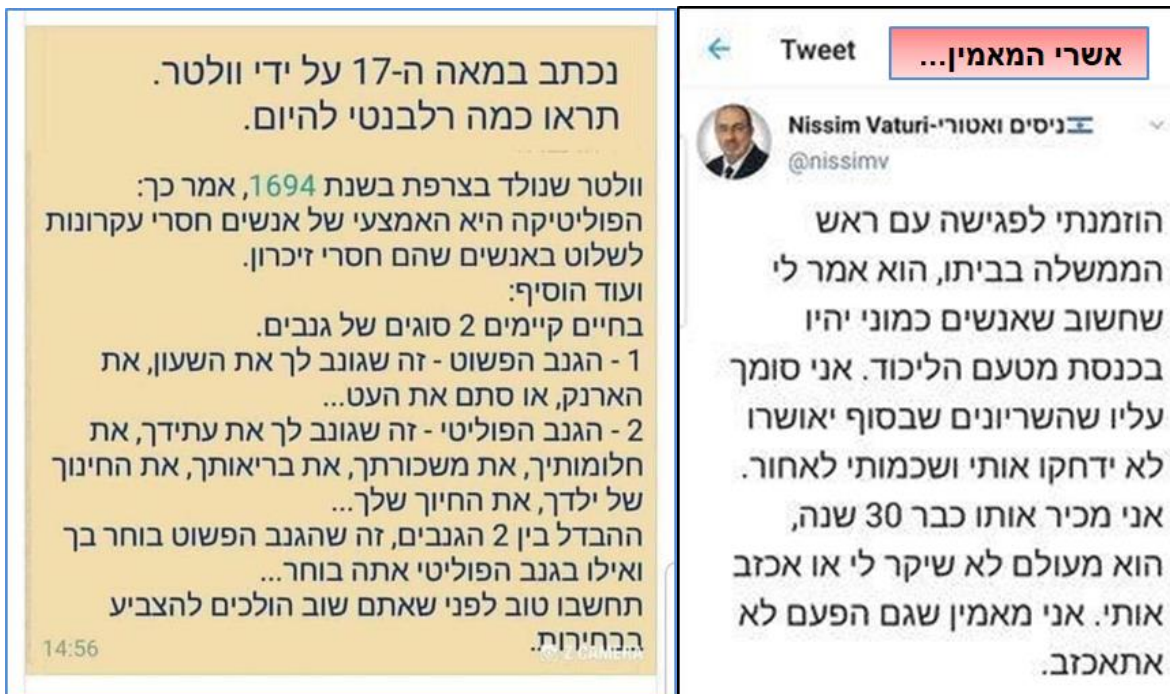 אשרי המאמין...
Tweet
ניסים ואטורי-Nissim Vaturi
@nissimv
הוזמנתי לפגישה עם ראש
הממשלה בביתו, הוא אמר לי
שחשוב שאנשים כמוני יהיו
בכנסת מטעם הליכוד. אני סומך
עליו שהשריונים שבסוף יאושרו
לא ידחקו אותי ושכמותי לאחור.
אני מכיר אותו כבר 30 שנה,
הוא מעולם לא שיקר לי או אכזב
אותי. אני מאמין שגם הפעם לא
אתאכזב.
נכתב במאה ה-17 על ידי וולטר.
תראו כמה רלבנטי להיום.
וולטר שנולד בצרפת בשנת 1694, אמר כך:
הפוליטיקה היא האמצעי של אנשים חסרי עקרונות
לשלוט באנשים שהם חסרי זיכרון.
ועוד הוסיף:
בחיים קיימים 2 סוגים של גנבים.
1 - הגנב הפשוט - זה שגונב לך את השעון, את
הארנק, או סתם את העט...
2 - הגנב הפוליטי - זה שגונב לך את עתידך, את
חלומותיך, את משכורתך, את בריאותך, את החינוך
של ילדך, את החיוך שלך...
ההבדל בין 2 הגנבים, זה שהגנב הפשוט בוחר בך
ואילו בגנב הפוליטי אתה בוחר...
תחשבו טוב לפני שאתם שוב הולכים להצביע
בבחירות..
Z CAMERA
14:56